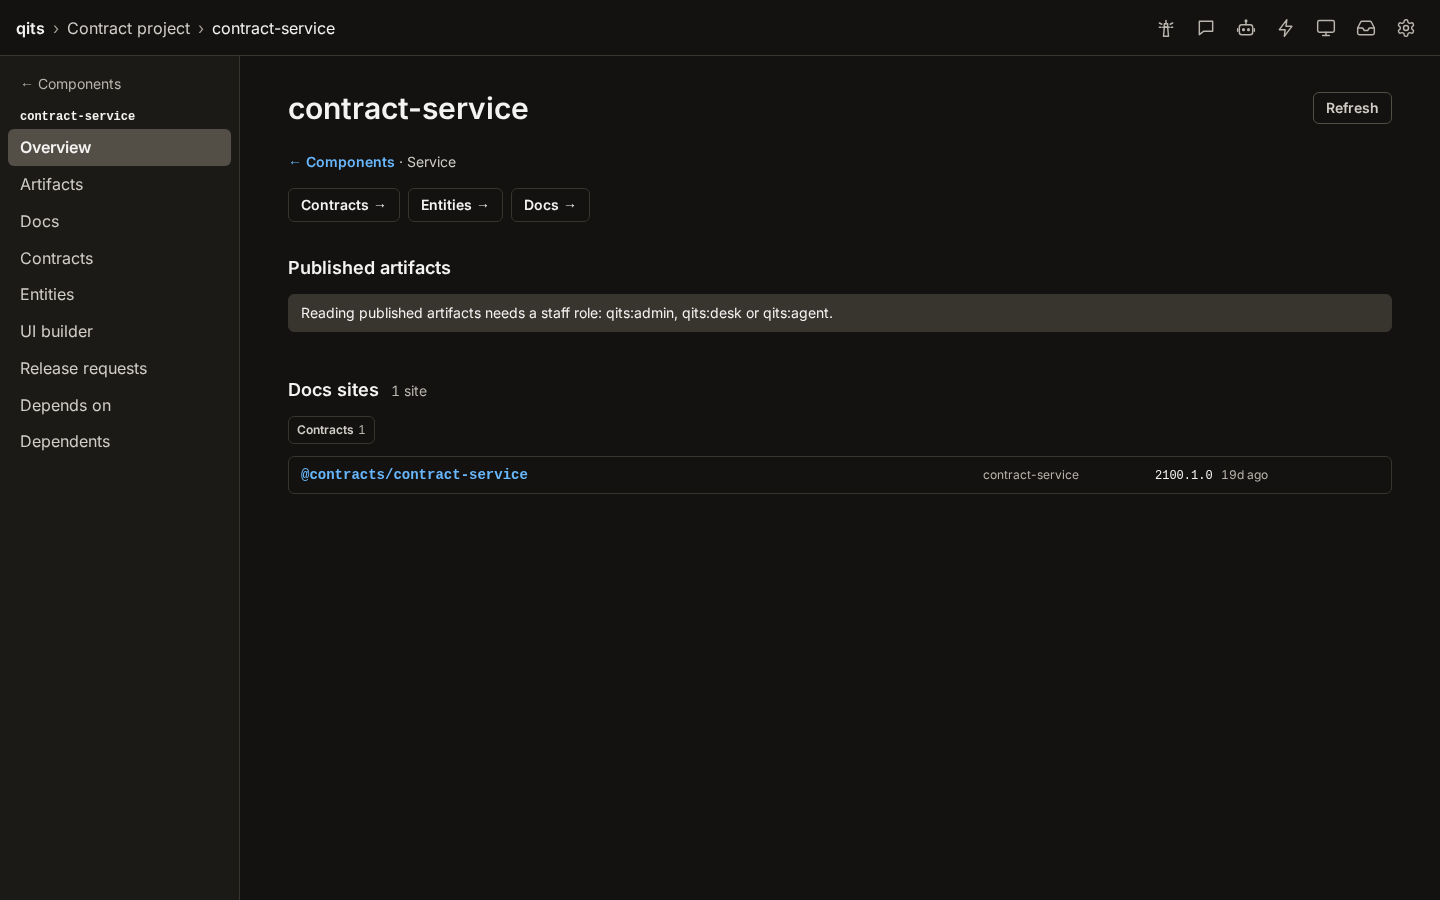 qits › Contract project › contract-service
← Components
contract-service
Overview
Artifacts
Docs
Contracts
Entities
UI builder
Release requests
Depends on
Dependents
contract-service
Refresh
← Components · Service
Contracts →
Entities →
Docs →
Published artifacts
Reading published artifacts needs a staff role: qits:admin, qits:desk or qits:agent.
Docs sites 1 site
Contracts 1
@contracts/contract-service contract-service 2100.1.0 19d ago